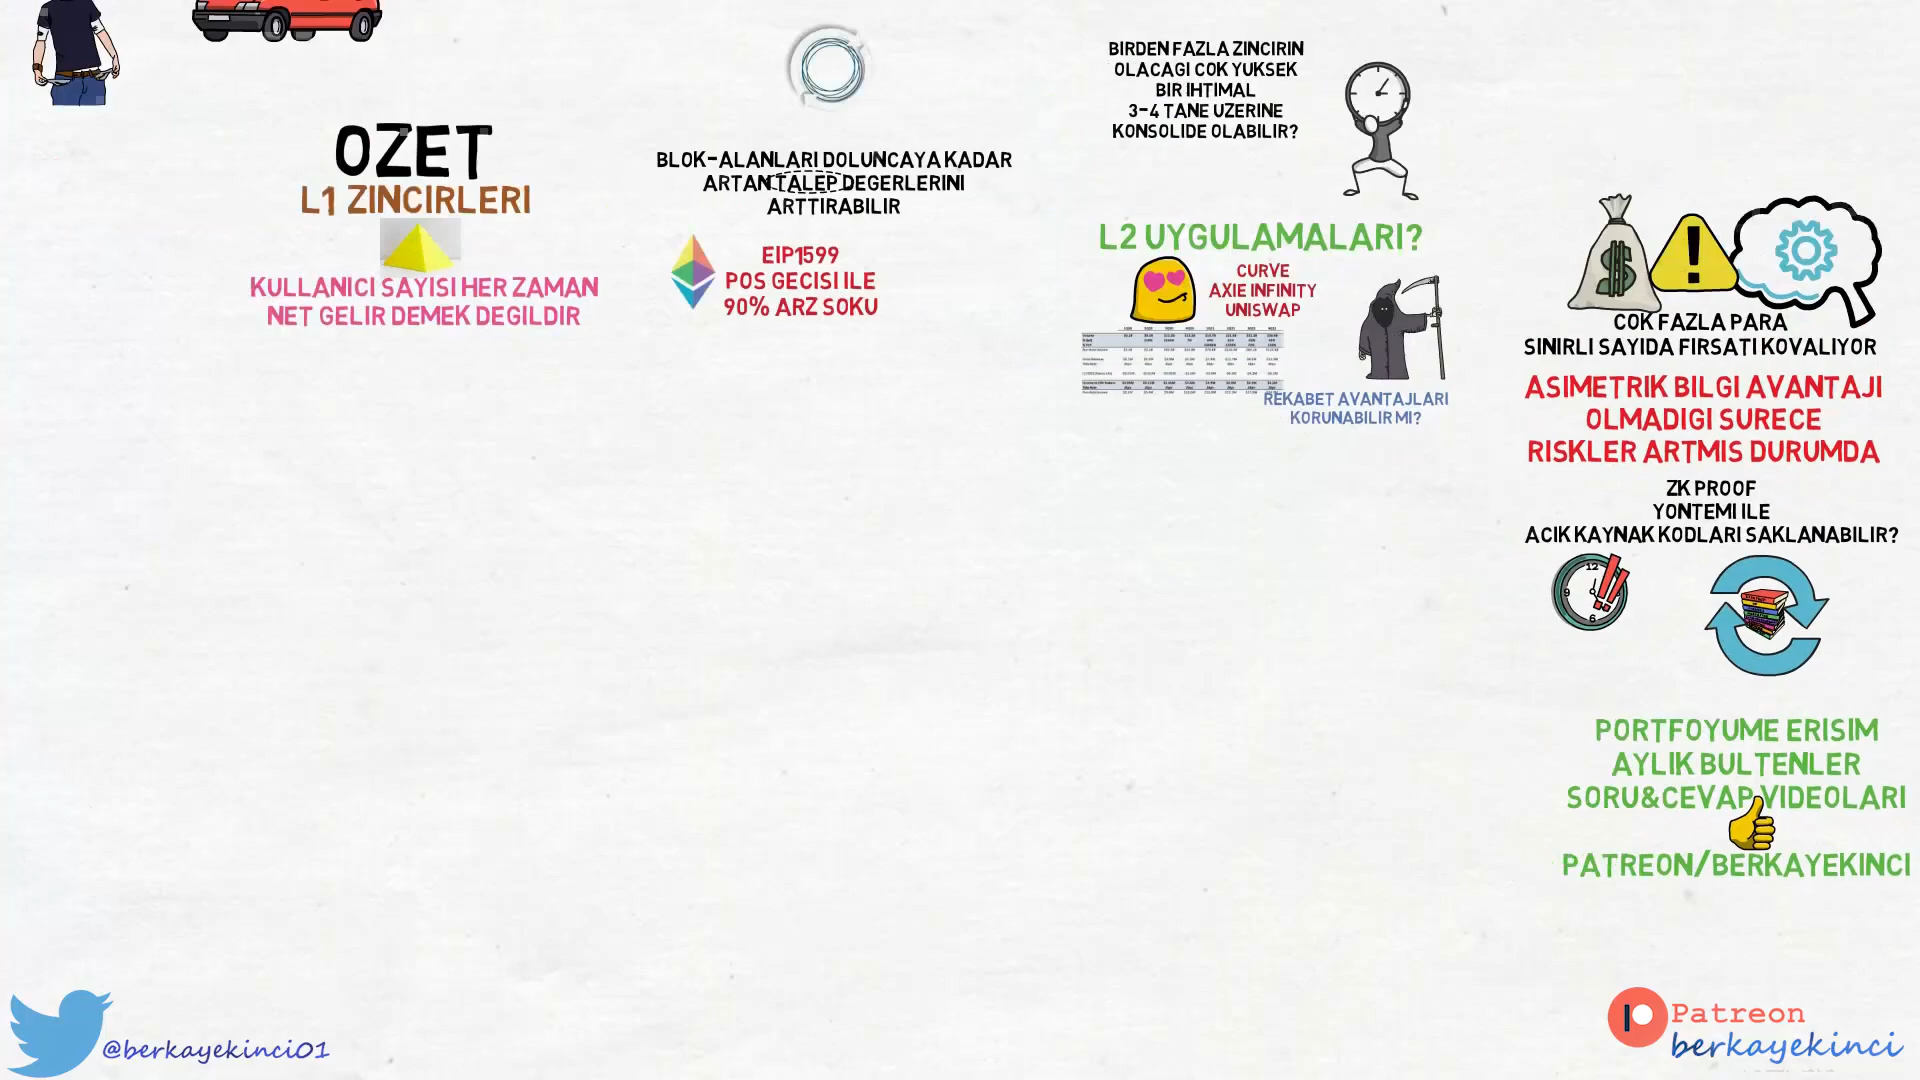 OZET
L1 ZINCIRLERI
KULLANICI SAYISI HER ZAMAN
NET GELIR DEMEK DEGILDIR
BLOK-ALANLARI DOLUNCAYA KADAR
ARTAN TALEP DEGERLERINI
ARTTIRABILIR
EIP1599
POS GECISI ILE
90% ARZ SOKU
BIRDEN FAZLA ZINCIRIN
OLACAGI COK YUKSEK
BIR IHTIMAL
3-4 TANE UZERINE
KONSOLIDE OLABILIR?
L2 UYGULAMALARI?
CURVE
AXIE INFINITY
UNISWAP
REKABET AVANTAJLARI
KORUNABILIR MI?
COK FAZLA PARA
SINIRLI SAYIDA FIRSATI KOVALIYOR
ASIMETRIK BILGI AVANTAJI
OLMADIGI SURECE
RISKLER ARTMIS DURUMDA
ZK PROOF
YONTEMI ILE
ACIK KAYNAK KODLARI SAKLANABILIR?
12
9
6
PORTFOYUME ERISIM
AYLIK BULTENLER
SORU&CEVAP VIDEOLARI
PATREON/BERKAYEKINCI
@berkayekinci01
Patreon
berkayekinci